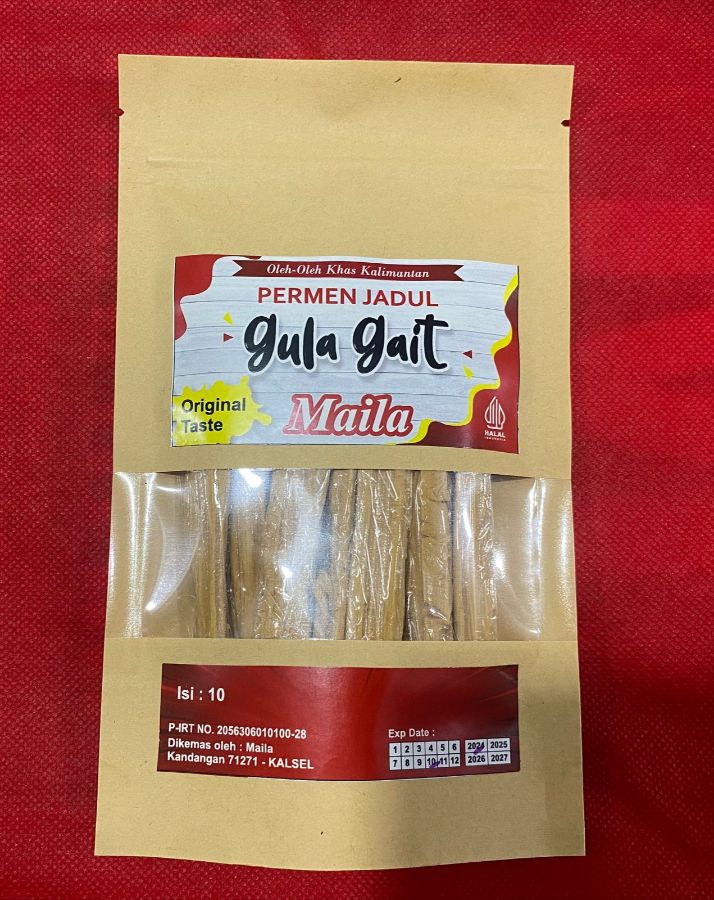 Oleh-Oleh Khas Kalimantan
PERMEN JADUL
gula gait
Original
Taste
Maila
HALAL
INDONESIA
Isi : 10
P-IRT NO. 2056306010100-28
Dikemas oleh : Maila
Kandangan 71271 - KALSEL
Exp Date :
1 2 3 4 5 6 2024 2025
7 8 9 10 11 12 2026 2027